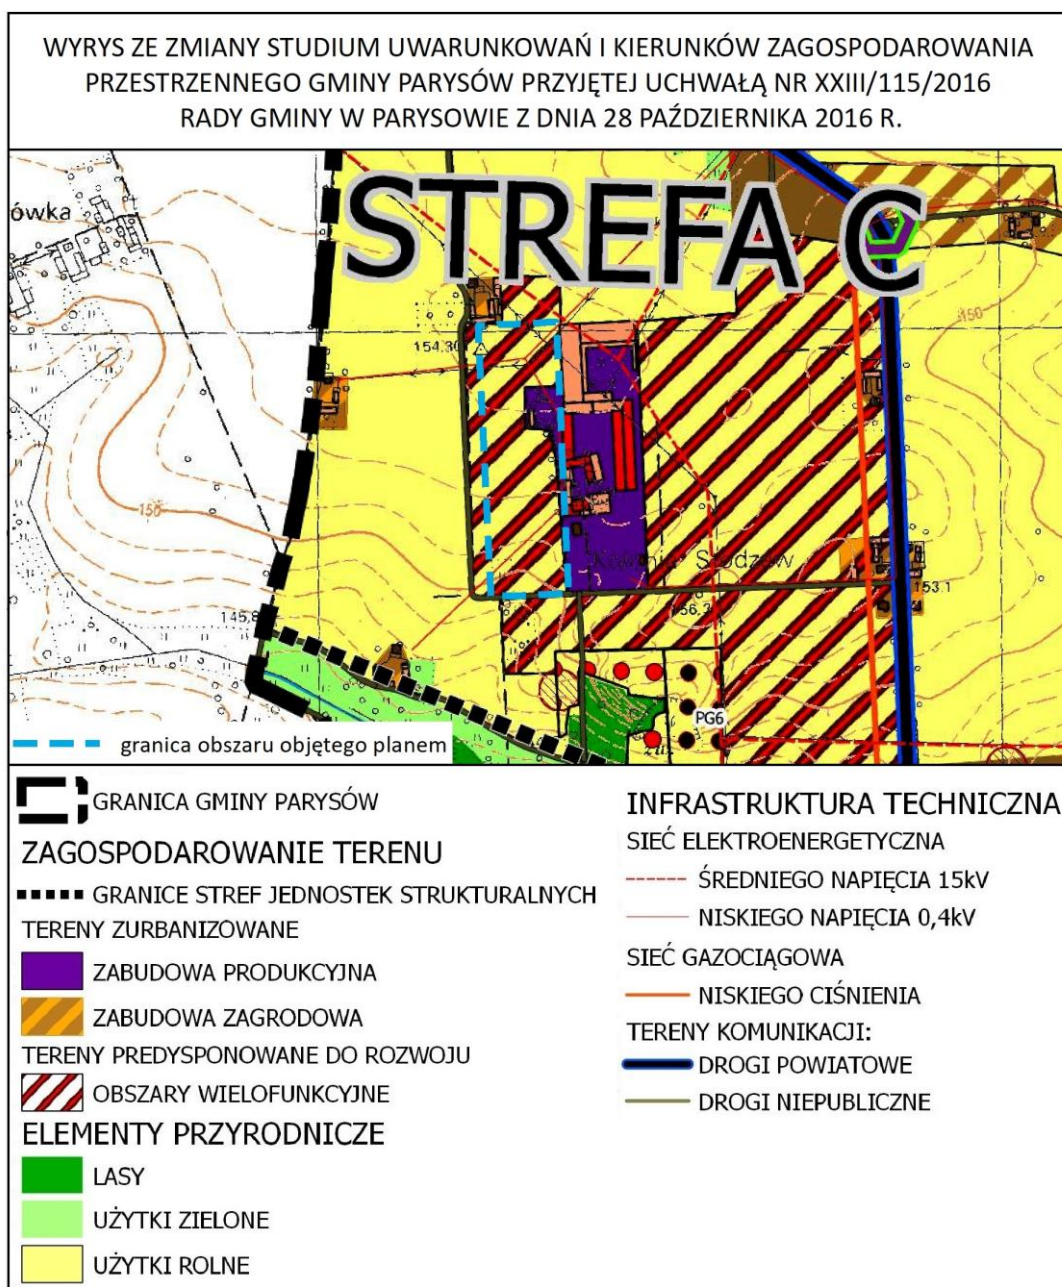 WYRYS ZE ZMIANY STUDIUM UWARUNKOWAŃ I KIERUNKÓW ZAGOSPODAROWANIA
PRZESTRZENNEGO GMINY PARYSÓW PRZYJĘTEJ UCHWAŁĄ NR XXIII/115/2016
RADY GMINY W PARYSOWIE Z DNIA 28 PAŹDZIERNIKA 2016 R.
STREFA C
ówka
150
154.30
150
153.1
156.3
145.8
PG6
granica obszaru objętego planem
GRANICA GMINY PARYSÓW
ZAGOSPODAROWANIE TERENU
GRANICE STREF JEDNOSTEK STRUKTURALNYCH
TERENY ZURBANIZOWANE
ZABUDOWA PRODUKCYJNA
ZABUDOWA ZAGRODOWA
TERENY PREDYSPONOWANE DO ROZWOJU
OBSZARY WIELOFUNKCYJNE
ELEMENTY PRZYRODNICZE
LASY
UŻYTKI ZIELONE
UŻYTKI ROLNE
INFRASTRUKTURA TECHNICZNA
SIEĆ ELEKTROENERGETYCZNA
ŚREDNIEGO NAPIĘCIA 15kV
NISKIEGO NAPIĘCIA 0,4kV
SIEĆ GAZOCIĄGOWA
NISKIEGO CIŚNIENIA
TERENY KOMUNIKACJI:
DROGI POWIATOWE
DROGI NIEPUBLICZNE